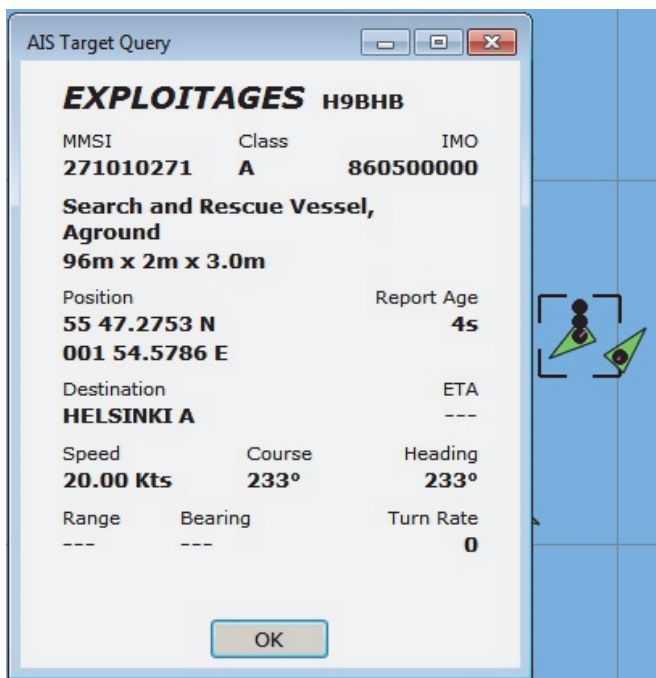 AIS Target Query
EXPLOITAGES H9BHB
MMSI Class IMO
271010271 A 860500000
Search and Rescue Vessel,
Aground
96m x 2m x 3.0m
Position Report Age
55 47.2753 N 4s
001 54.5786 E
Destination ETA
HELSINKI A ---
Speed Course Heading
20.00 Kts 233° 233°
Range Bearing Turn Rate
--- --- 0
OK